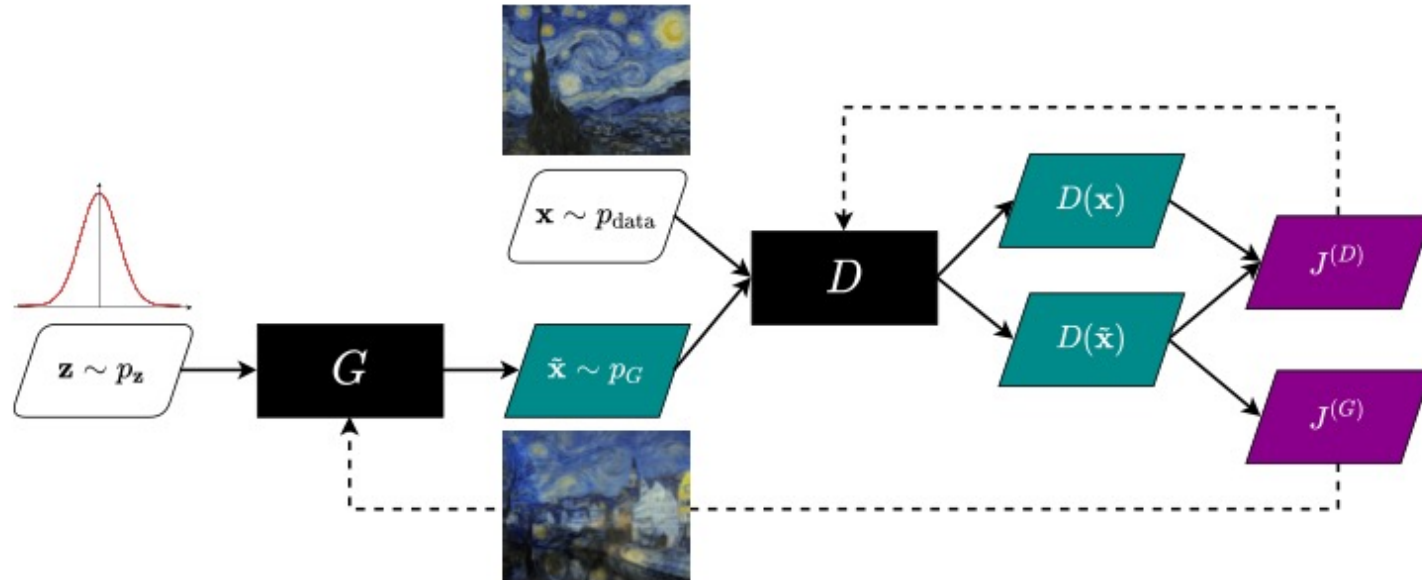 x ∼ p_data
D(x)
J^(D)
D
D(x̃)
z ∼ p_z
G
x̃ ∼ p_G
J^(G)